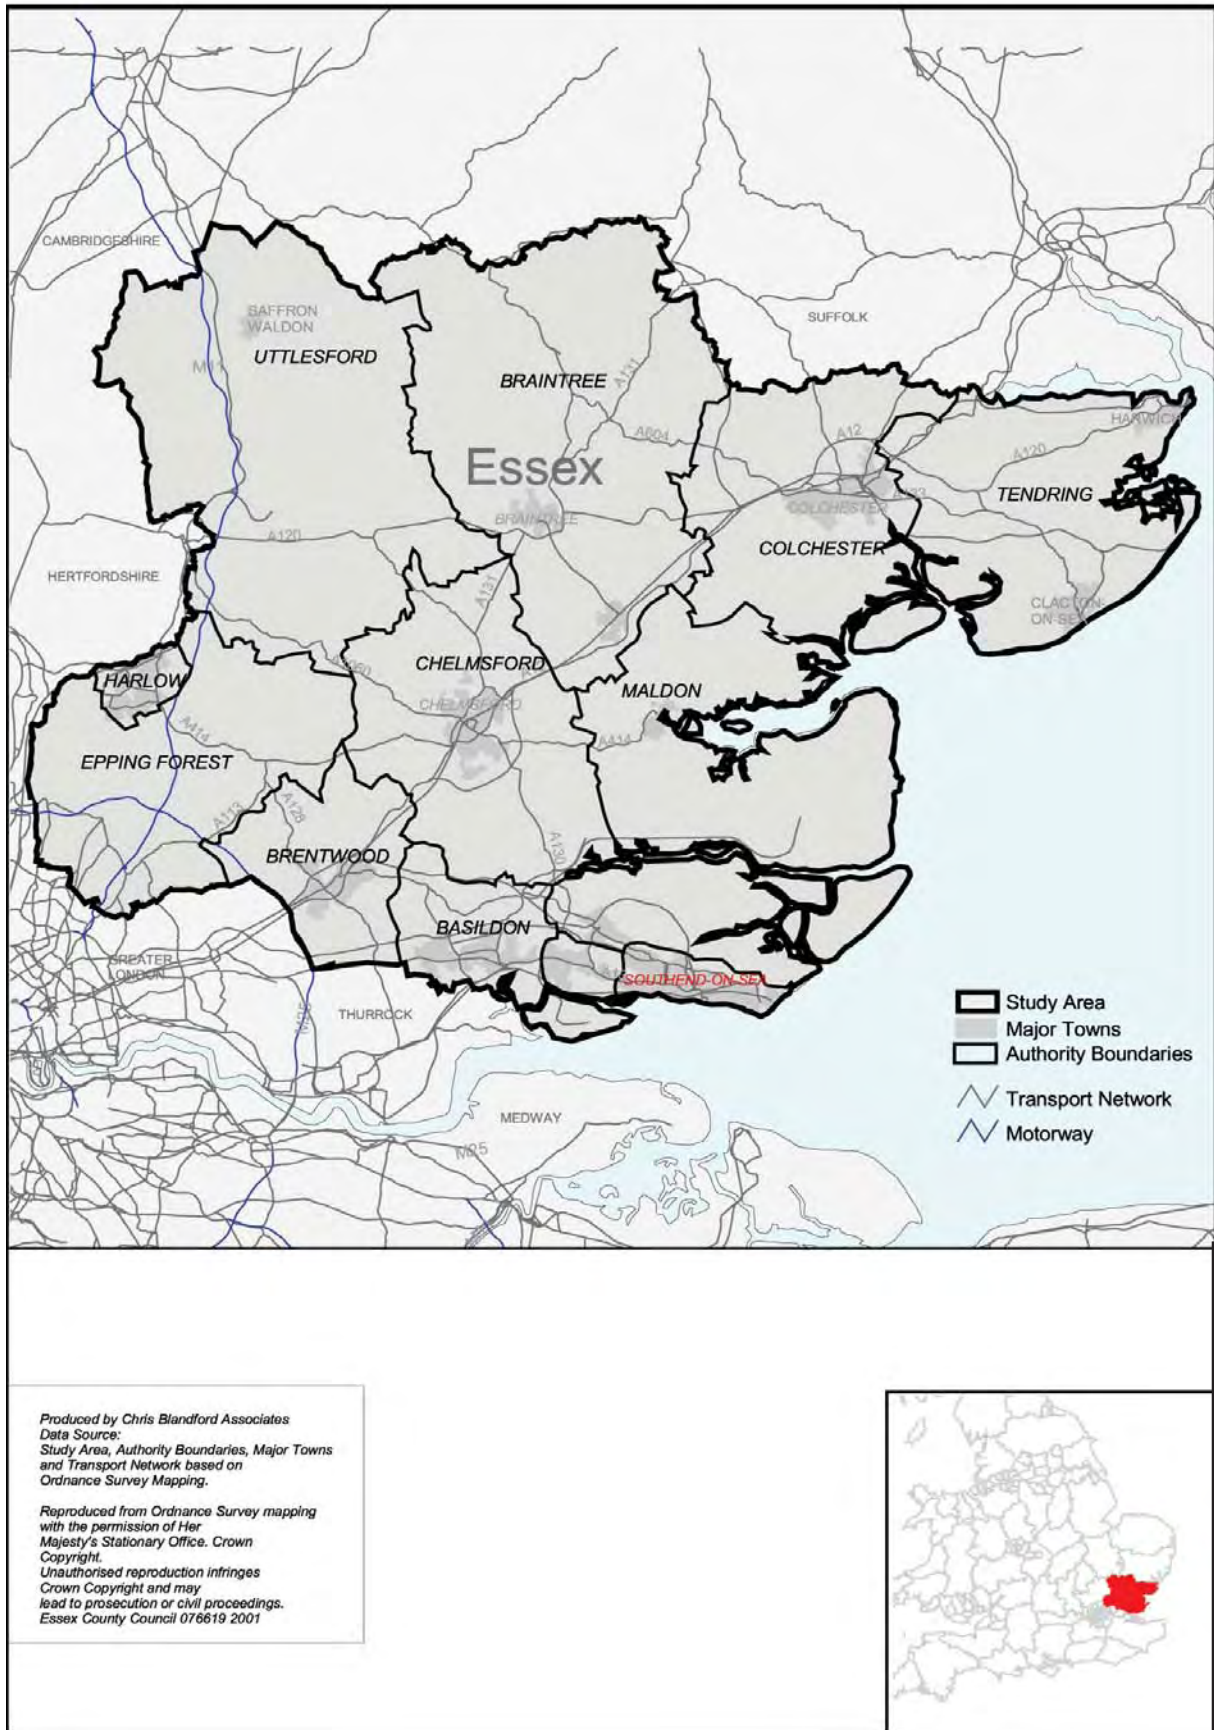 CAMBRIDGESHIRE
SAFFRON
WALDON
SUFFOLK
UTTLESFORD
M11
BRAINTREE
A131
HARWICH
A604
A12
A120
Essex
TENDRING
BRAINTREE
COLCHESTER
A120
COLCHESTER
HERTFORDSHIRE
A131
CLACTON-
ON-SEA
CHELMSFORD
HARLOW
MALDON
CHELMSFORD
A414
A414
EPPING FOREST
A113
A128
A130
BRENTWOOD
BASILDON
GREATER
LONDON
SOUTHEND-ON-SEA
M25
THURROCK
Study Area
Major Towns
Authority Boundaries
Transport Network
Motorway
MEDWAY
M25
Produced by Chris Blandford Associates
Data Source:
Study Area, Authority Boundaries, Major Towns
and Transport Network based on
Ordnance Survey Mapping.
Reproduced from Ordnance Survey mapping
with the permission of Her
Majesty's Stationary Office. Crown
Copyright.
Unauthorised reproduction infringes
Crown Copyright and may
lead to prosecution or civil proceedings.
Essex County Council 076619 2001